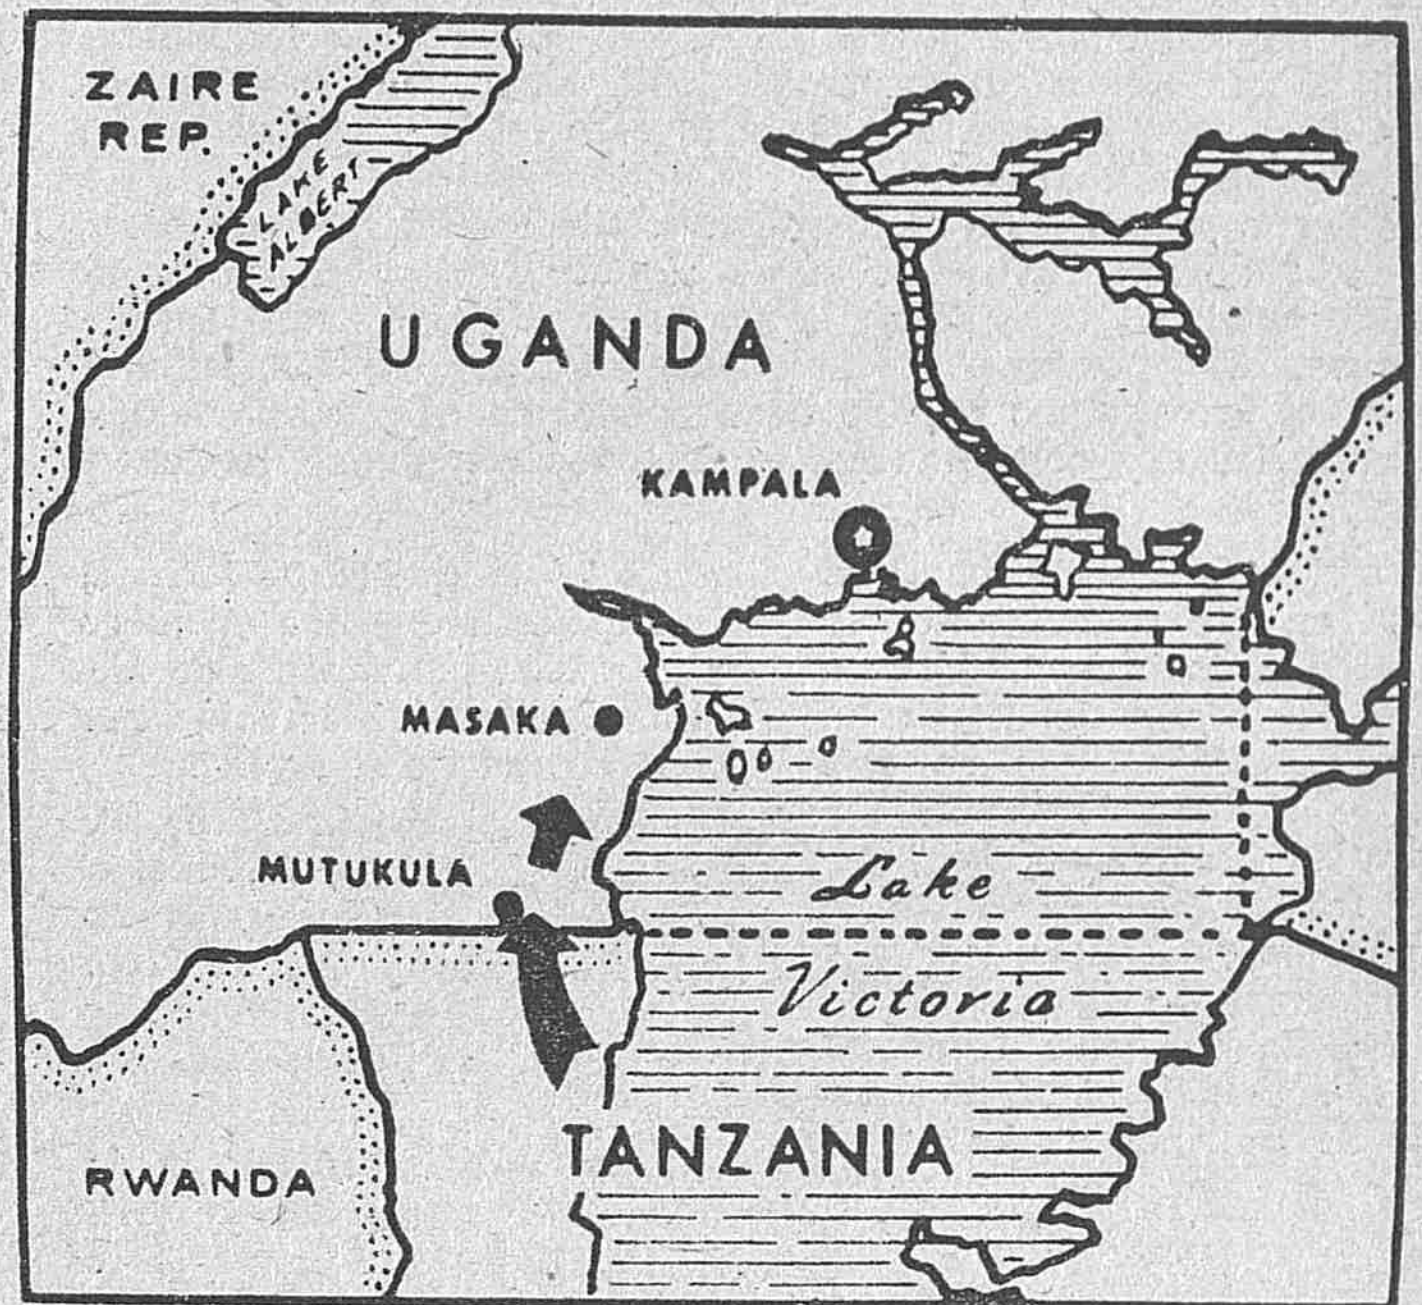 ZAIRE
REP.
LAKE
ALBERT
UGANDA
KAMPALA
MASAKA
MUTUKULA
Lake
Victoria
TANZANIA
RWANDA